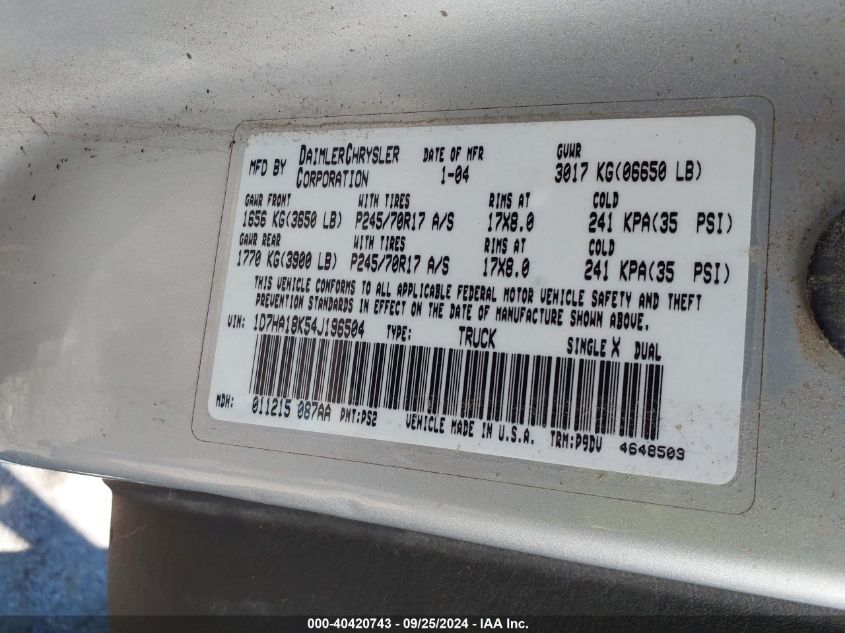 MFD BY DAIMLERCHRYSLER CORPORATION DATE OF MFR 1-04 GVWR 3017 KG(06650 LB)
GAWR FRONT WITH TIRES RIMS AT COLD
1656 KG(3650 LB) P245/70R17 A/S 17X8.0 241 KPA(35 PSI)
GAWR REAR WITH TIRES RIMS AT COLD
1770 KG(3900 LB) P245/70R17 A/S 17X8.0 241 KPA(35 PSI)
THIS VEHICLE CONFORMS TO ALL APPLICABLE FEDERAL MOTOR VEHICLE SAFETY AND THEFT
PREVENTION STANDARDS IN EFFECT ON THE DATE OF MANUFACTURE SHOWN ABOVE.
VIN: 1D7HA18K54J196504 TYPE: TRUCK SINGLE X DUAL
MDH: 011215 087AA PNT:PS2 VEHICLE MADE IN U.S.A. TRM:P9DV 4648503
000-40420743 - 09/25/2024 - IAA Inc.